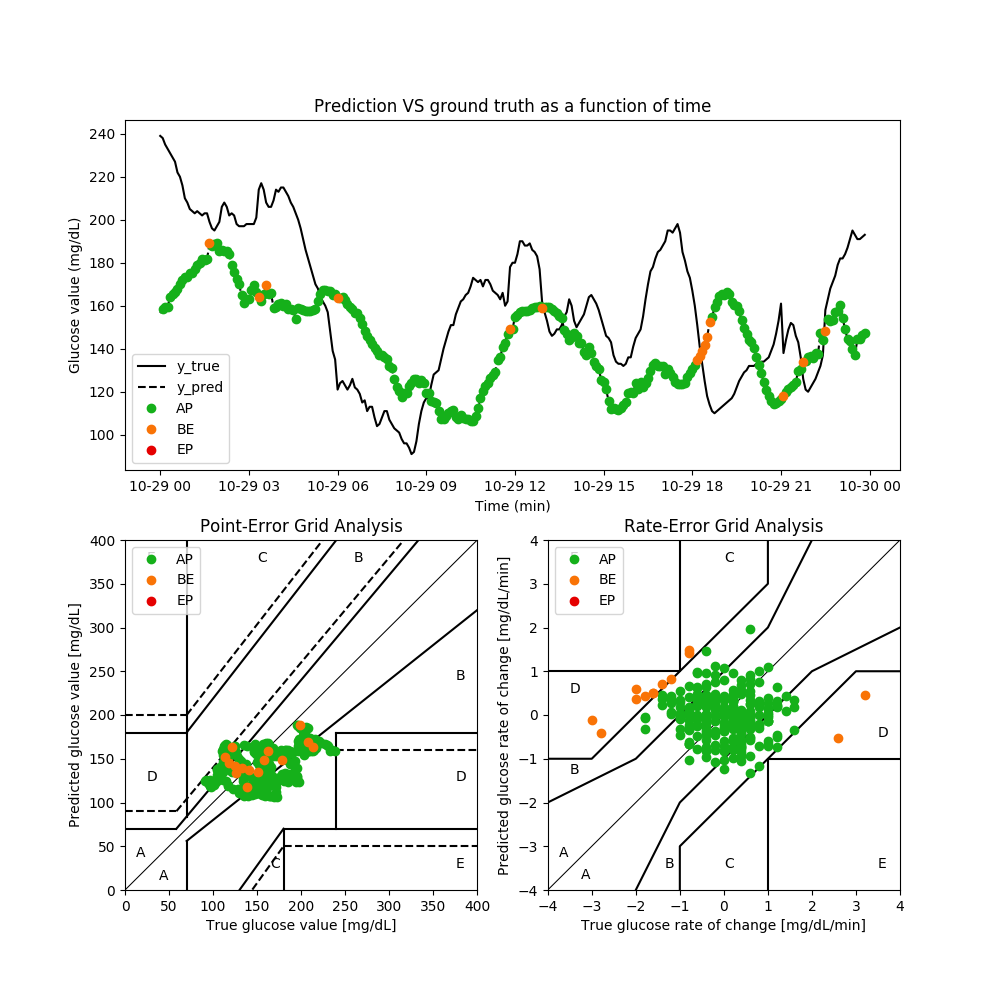 Prediction VS ground truth as a function of time
Glucose value (mg/dL)
240
220
200
180
160
140
120
100
y_true
y_pred
AP
BE
EP
10-29 00 10-29 03 10-29 06 10-29 09 10-29 12 10-29 15 10-29 18 10-29 21 10-30 00
Time (min)
Point-Error Grid Analysis
Predicted glucose value [mg/dL]
400
350
300
250
200
150
100
50
0
AP
BE
EP
C
B
B
D
D
A
A
C
E
0 50 100 150 200 250 300 350 400
True glucose value [mg/dL]
Rate-Error Grid Analysis
Predicted glucose rate of change [mg/dL/min]
4
3
2
1
0
−1
−2
−3
−4
AP
BE
EP
C
D
D
B
A
A
B
C
E
−4 −3 −2 −1 0 1 2 3 4
True glucose rate of change [mg/dL/min]